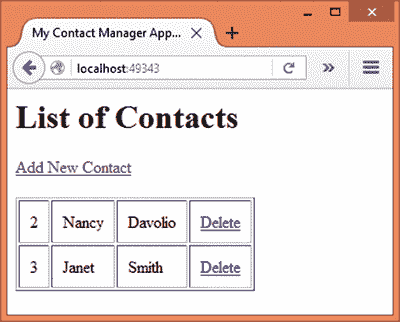 My Contact Manager App...
localhost:49343
List of Contacts
Add New Contact
2 Nancy Davolio Delete
3 Janet Smith Delete